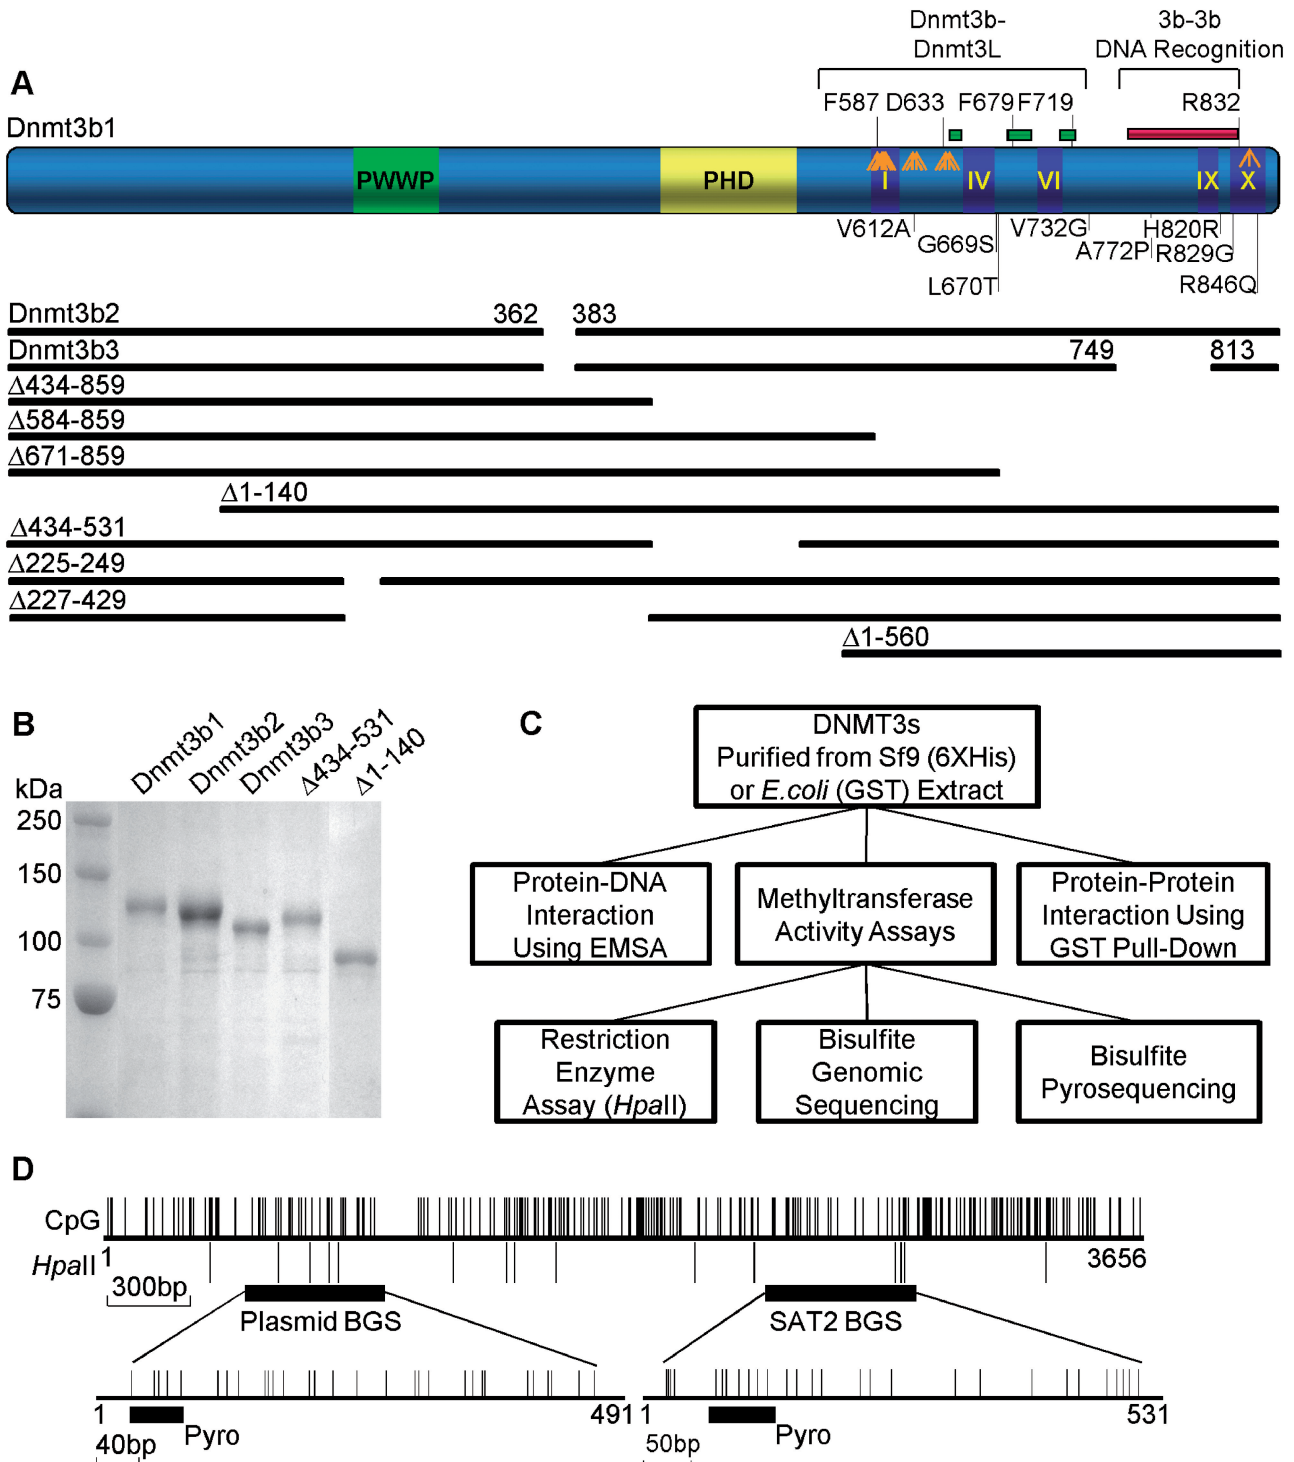 A
Dnmt3b-
Dnmt3L
3b-3b
DNA Recognition
Dnmt3b1
F587 D633 F679 F719 R832
PWWP PHD I IV VI IX X
V612A G669S L670T V732G A772P H820R R829G R846Q
Dnmt3b2 362 383
Dnmt3b3 749 813
Δ434-859
Δ584-859
Δ671-859
Δ1-140
Δ434-531
Δ225-249
Δ227-429
Δ1-560
B
kDa
Dnmt3b1 Dnmt3b2 Dnmt3b3 Δ434-531 Δ1-140
250
150
100
75
C
DNMT3s
Purified from Sf9 (6XHis)
or E.coli (GST) Extract
Protein-DNA
Interaction
Using EMSA
Methyltransferase
Activity Assays
Protein-Protein
Interaction Using
GST Pull-Down
Restriction
Enzyme
Assay (HpaII)
Bisulfite
Genomic
Sequencing
Bisulfite
Pyrosequencing
D
CpG
HpaII 1 3656
300bp
Plasmid BGS SAT2 BGS
1 491 1 531
Pyro Pyro
40bp 50bp